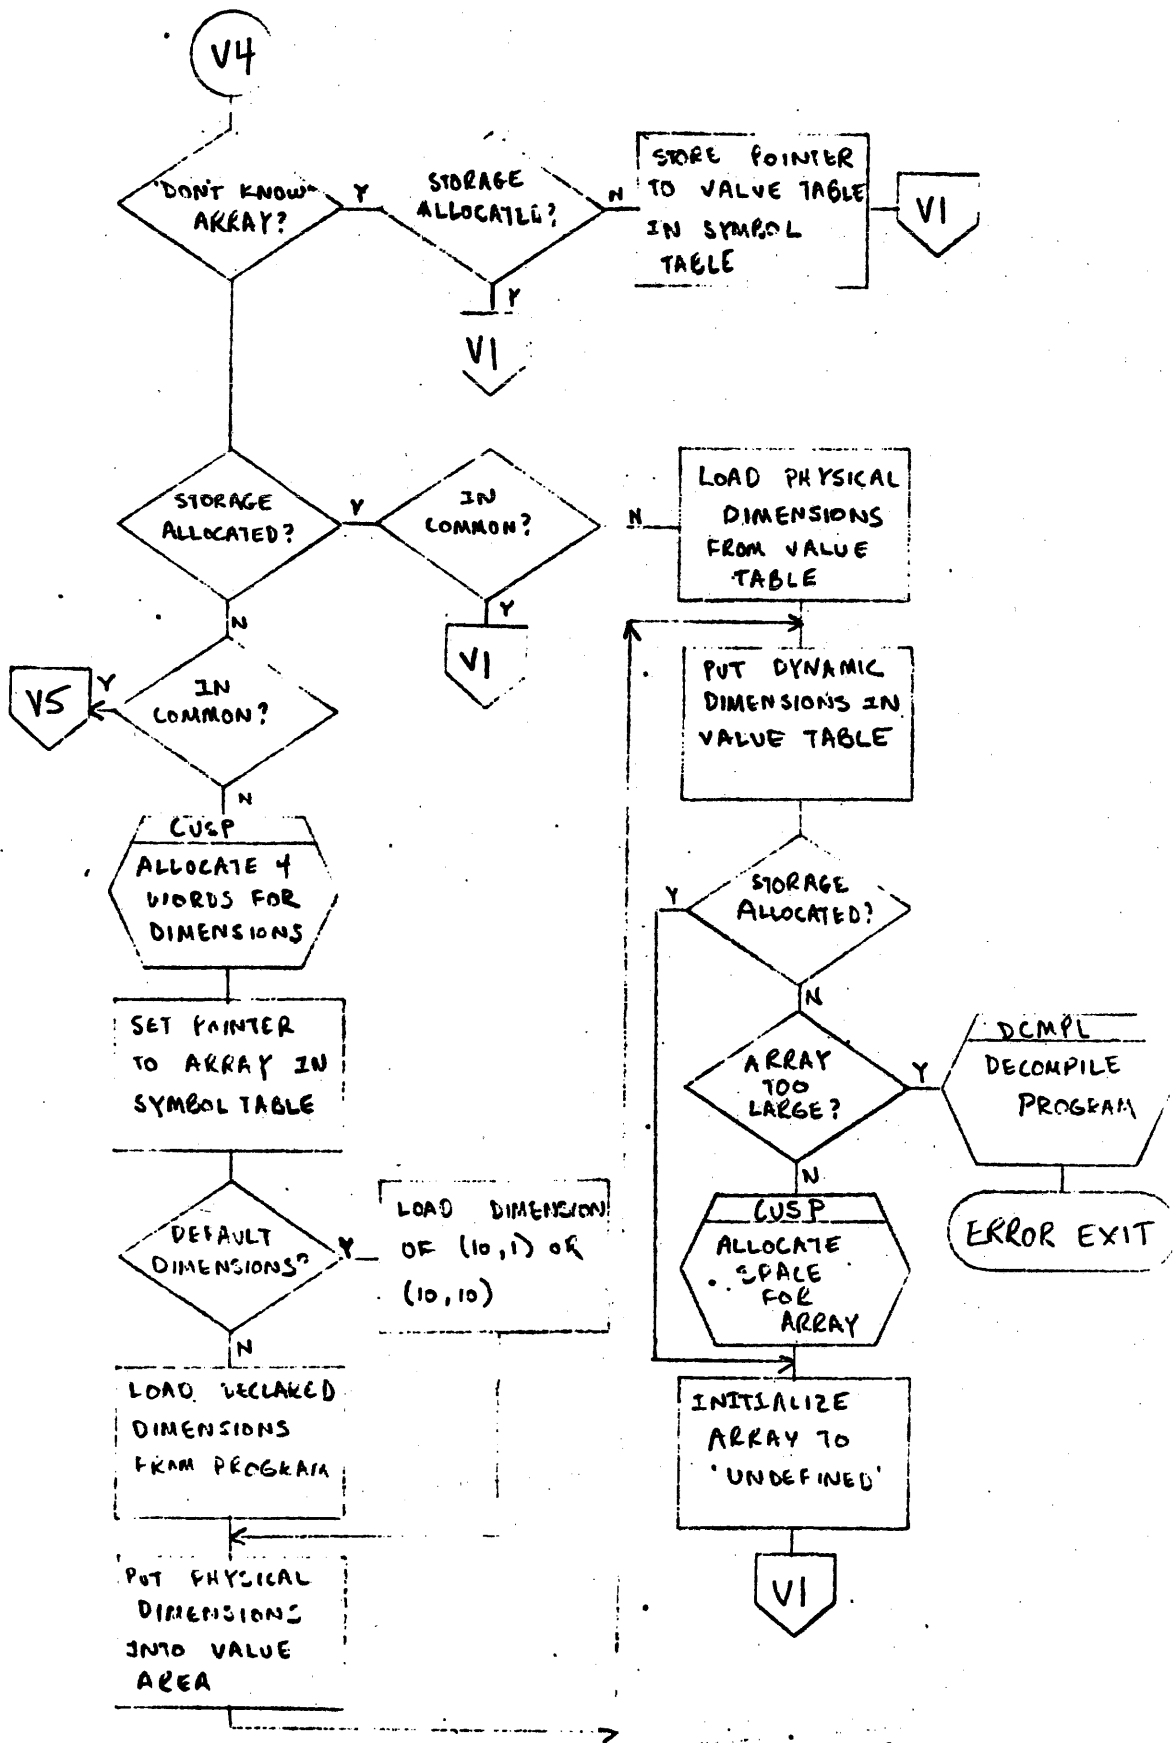 V4
"DON'T KNOW"
ARRAY?
Y
STORAGE
ALLOCATED?
N
STORE POINTER
TO VALUE TABLE
IN SYMBOL
TABLE
V1
Y
V1
STORAGE
ALLOCATED?
Y
IN
COMMON?
N
LOAD PHYSICAL
DIMENSIONS
FROM VALUE
TABLE
N
Y
V1
V5
Y
IN
COMMON?
N
PUT DYNAMIC
DIMENSIONS IN
VALUE TABLE
CUSP
ALLOCATE 4
WORDS FOR
DIMENSIONS
Y
STORAGE
ALLOCATED?
N
SET POINTER
TO ARRAY IN
SYMBOL TABLE
ARRAY
TOO
LARGE?
Y
DCMPL
DECOMPILE
PROGRAM
N
ERROR EXIT
DEFAULT
DIMENSIONS?
Y
LOAD DIMENSION
OF (10,1) OR
(10,10)
N
CUSP
ALLOCATE
SPACE
FOR
ARRAY
LOAD DECLARED
DIMENSIONS
FROM PROGRAM
INITIALIZE
ARRAY TO
'UNDEFINED'
V1
PUT PHYSICAL
DIMENSIONS
INTO VALUE
AREA